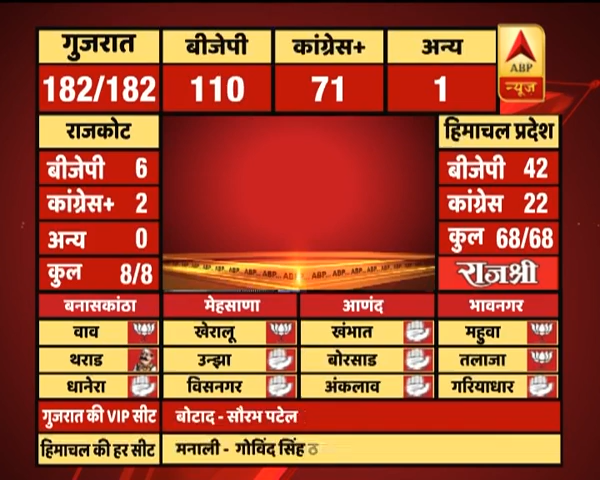 गुजरात बीजेपी कांग्रेस+ अन्य
182/182 110 71 1
ABP
न्यूज़
राजकोट
बीजेपी 6
कांग्रेस+ 2
अन्य 0
कुल 8/8
हिमाचल प्रदेश
बीजेपी 42
कांग्रेस 22
कुल 68/68
राजश्री
बनासकांठा मेहसाणा आणंद भावनगर
वाव खेरालू खंभात महुवा
थराड उन्झा बोरसाड तलाजा
धानेरा विसनगर अंकलाव गरियाधार
गुजरात की VIP सीट बोटाद - सौरभ पटेल
हिमाचल की हर सीट मनाली - गोविंद सिंह ठ